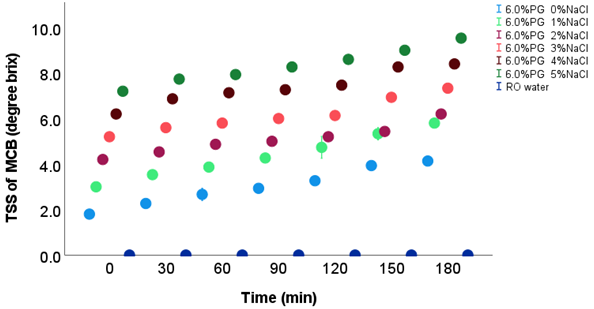 6.0%PG 0%NaCl
6.0%PG 1%NaCl
6.0%PG 2%NaCl
6.0%PG 3%NaCl
6.0%PG 4%NaCl
6.0%PG 5%NaCl
RO water
TSS of MCB (degree brix)
10.0
8.0
6.0
4.0
2.0
0.0
0 30 60 90 120 150 180
Time (min)